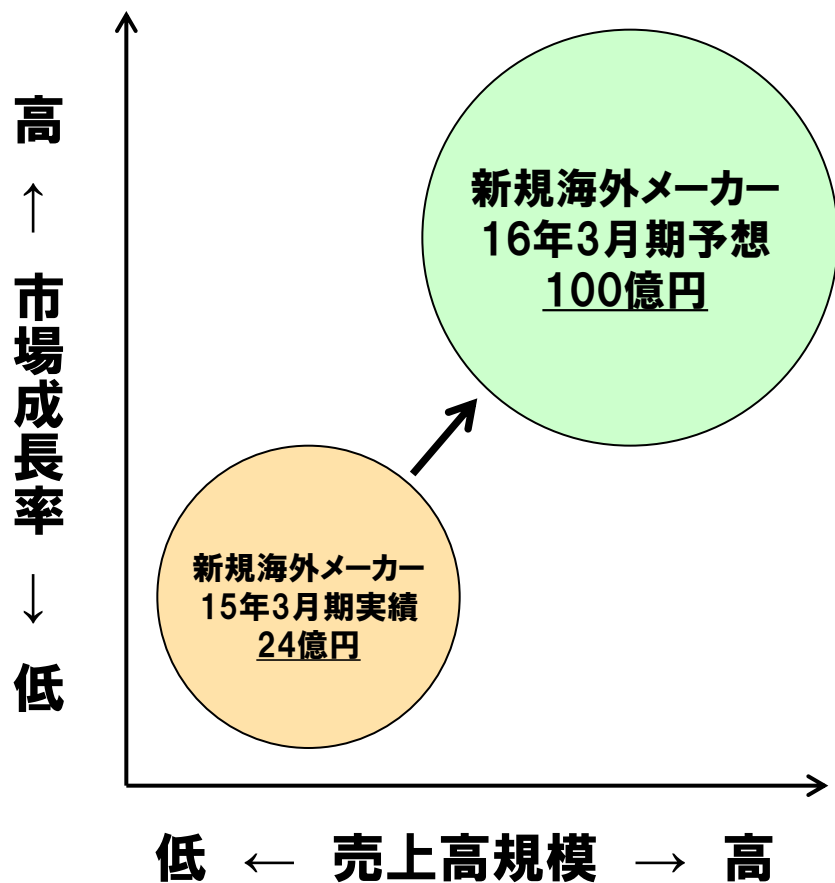 高 ↑ 市場成長率 ↓ 低
新規海外メーカー
16年3月期予想
100億円
新規海外メーカー
15年3月期実績
24億円
低 ← 売上高規模 → 高